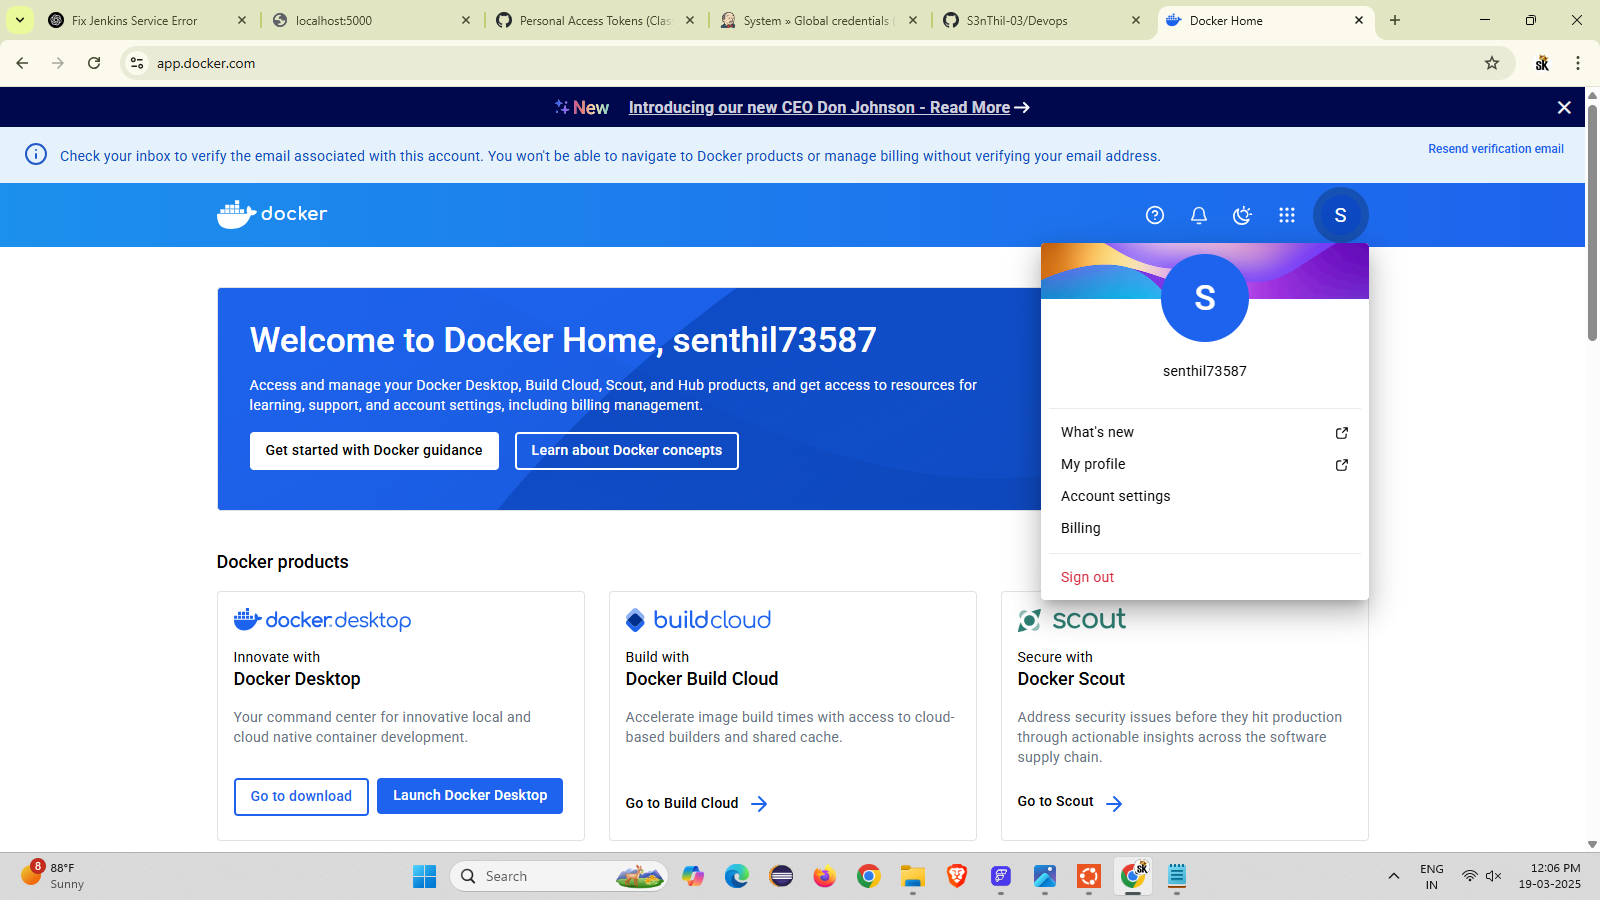 Fix Jenkins Service Error
localhost:5000
Personal Access Tokens (Clas
System » Global credentials (
S3nThil-03/Devops
Docker Home
app.docker.com
SK
New Introducing our new CEO Don Johnson - Read More
Check your inbox to verify the email associated with this account. You won't be able to navigate to Docker products or manage billing without verifying your email address.
Resend verification email
docker
S
S
senthil73587
What's new
My profile
Account settings
Billing
Sign out
Welcome to Docker Home, senthil73587
Access and manage your Docker Desktop, Build Cloud, Scout, and Hub products, and get access to resources for
learning, support, and account settings, including billing management.
Get started with Docker guidance
Learn about Docker concepts
Docker products
docker.desktop
Innovate with
Docker Desktop
Your command center for innovative local and
cloud native container development.
Go to download
Launch Docker Desktop
buildcloud
Build with
Docker Build Cloud
Accelerate image build times with access to cloud-
based builders and shared cache.
Go to Build Cloud
scout
Secure with
Docker Scout
Address security issues before they hit production
through actionable insights across the software
supply chain.
Go to Scout
8
88°F
Sunny
Search
SK
ENG
IN
12:06 PM
19-03-2025